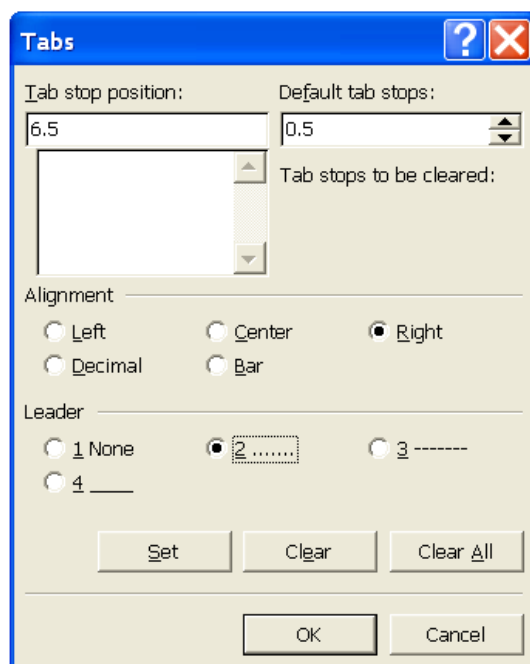 Tabs
Tab stop position: Default tab stops:
6.5 0.5
Tab stops to be cleared:
Alignment
Left Center Right
Decimal Bar
Leader
1 None 2 ....... 3 -------
4 ____
Set Clear Clear All
OK Cancel